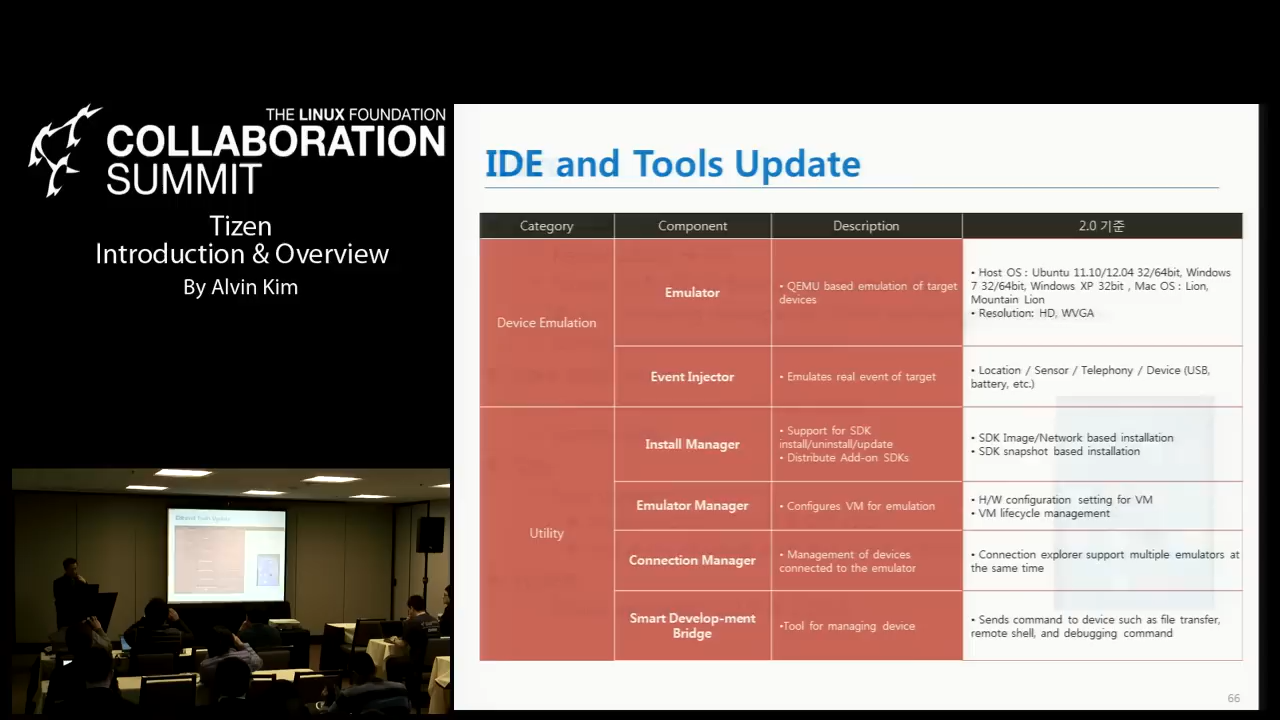 THE LINUX FOUNDATION
COLLABORATION
SUMMIT
Tizen
Introduction & Overview
By Alvin Kim
IDE and Tools Update
Category
Component
Description
2.0 기준
Device Emulation
Emulator
• QEMU based emulation of target
devices
• Host OS : Ubuntu 11.10/12.04 32/64bit, Windows
7 32/64bit, Windows XP 32bit , Mac OS : Lion,
Mountain Lion
• Resolution: HD, WVGA
Event Injector
• Emulates real event of target
• Location / Sensor / Telephony / Device (USB,
battery, etc.)
Utility
Install Manager
• Support for SDK
install/uninstall/update
• Distribute Add-on SDKs
• SDK Image/Network based installation
• SDK snapshot based installation
Emulator Manager
• Configures VM for emulation
• H/W configuration setting for VM
• VM lifecycle management
Connection Manager
• Management of devices
connected to the emulator
• Connection explorer support multiple emulators at
the same time
Smart Develop-ment
Bridge
•Tool for managing device
• Sends command to device such as file transfer,
remote shell, and debugging command
66
IDE and Tools Update